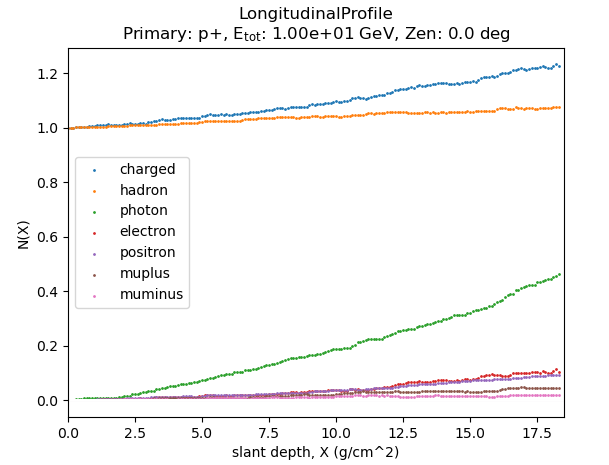 LongitudinalProfile
Primary: p+, E_tot: 1.00e+01 GeV, Zen: 0.0 deg
N(X)
1.2
1.0
0.8
0.6
0.4
0.2
0.0
charged
hadron
photon
electron
positron
muplus
muminus
0.0 2.5 5.0 7.5 10.0 12.5 15.0 17.5
slant depth, X (g/cm^2)